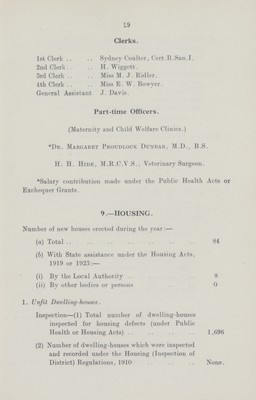 19
Clerks.
1st Clerk .. .. Sydney Coulter, Cert.R.San.I.
2nd Clerk .. .. H. Wiggett.
3rd Clerk .. .. Miss M. J. Ridler.
4th Clerk .. .. Miss E. W. Bowyer.
General Assistant J. Davis.
Part-time Officers.
(Maternity and Child Welfare Clinics.)
*Dr. Margaret Proudlock Dunbar, M.D., B.S.
H. H. Hide, M.R.C.V.S., Veterinary Surgeon.
*Salary contribution made under the Public Health Acts or
Exchequer Grants.
9.—HOUSING.
Number of new houses erected during the year :—
(a) Total .. .. .. .. .. .. .. 84
(b) With State assistance under the Housing Acts,
1919 or 1923:—
(i) By the Local Authority .. .. .. .. 8
(ii) By other bodies or persons .. .. .. 0
1. Unfit Dwelling-houses.
Inspection—(1) Total number of dwelling-houses
inspected for housing defects (under Public
Health or Housing Acts) .. .. .. .. 1,696
(2) Number of dwelling-houses which were inspected
and recorded under the Housing (Inspection of
District) Regulations, 1910 .. .. .. None.